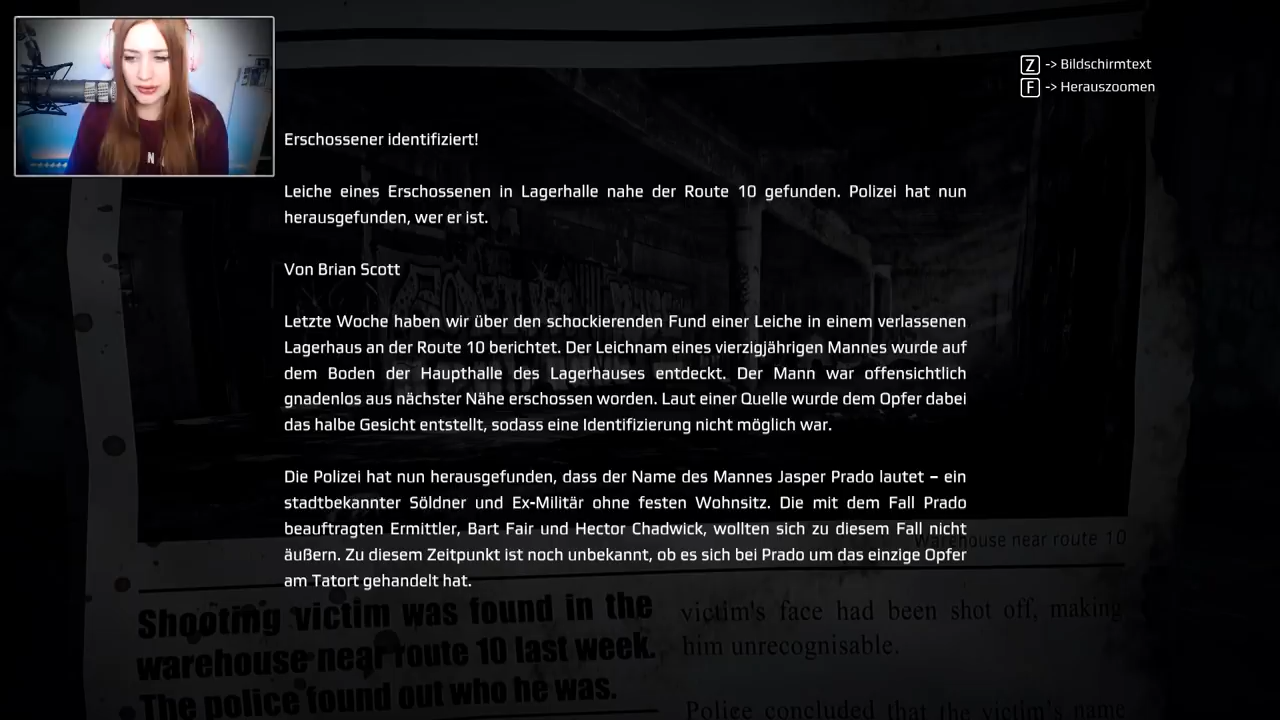 Z -> Bildschirmtext
F -> Herauszoomen
Erschossener identifiziert!
Leiche eines Erschossenen in Lagerhalle nahe der Route 10 gefunden. Polizei hat nun
herausgefunden, wer er ist.
Von Brian Scott
Letzte Woche haben wir über den schockierenden Fund einer Leiche in einem verlassenen
Lagerhaus an der Route 10 berichtet. Der Leichnam eines vierzigjährigen Mannes wurde auf
dem Boden der Haupthalle des Lagerhauses entdeckt. Der Mann war offensichtlich
gnadenlos aus nächster Nähe erschossen worden. Laut einer Quelle wurde dem Opfer dabei
das halbe Gesicht entstellt, sodass eine Identifizierung nicht möglich war.
Die Polizei hat nun herausgefunden, dass der Name des Mannes Jasper Prado lautet – ein
stadtbekannter Söldner und Ex-Militär ohne festen Wohnsitz. Die mit dem Fall Prado
beauftragten Ermittler, Bart Fair und Hector Chadwick, wollten sich zu diesem Fall nicht
äußern. Zu diesem Zeitpunkt ist noch unbekannt, ob es sich bei Prado um das einzige Opfer
am Tatort gehandelt hat.
Warehouse near route 10
Shooting victim was found in the
warehouse near route 10 last week.
The police found out who he was.
victim's face had been shot off, making
him unrecognisable.
Police concluded that the victim's name